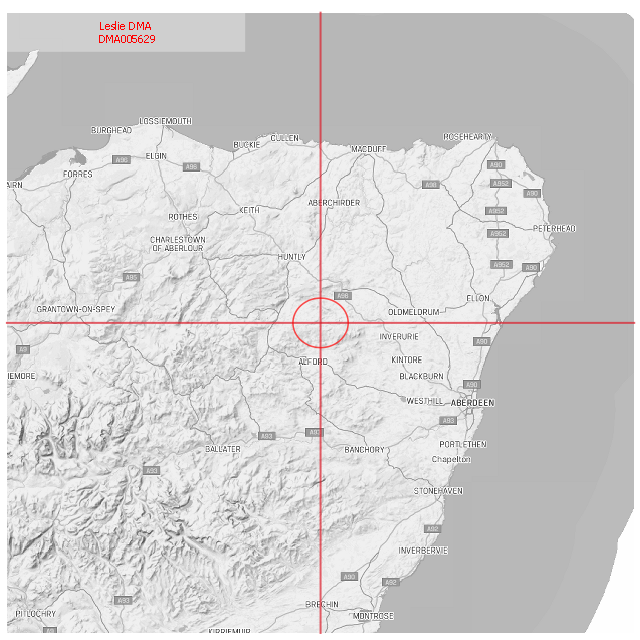 Leslie DMA
DMA005629
LOSSIEMOUTH
BURGHEAD
CULLEN
ROSEHEARTY
BUCKIE
MACDUFF
ELGIN
A96
A96
A90
FORRES
AIRN
A98
A952
A90
KEITH
ABERCHIRDER
ROTHES
A952
PETERHEAD
A952
CHARLESTOWN
OF ABERLOUR
HUNTLY
A952
A90
A95
A96
ELLON
GRANTOWN-ON-SPEY
OLDMELDRUM
INVERURIE
A90
A9
ALFORD
KINTORE
IEMORE
BLACKBURN
A90
WESTHILL
ABERDEEN
A93
A93
A93
PORTLETHEN
BALLATER
BANCHORY
Chapelton
A93
STONEHAVEN
A92
INVERBERVIE
A90
A92
A93
BRECHIN
PITLOCHRY
MONTROSE
KIRRIEMUIR
A9